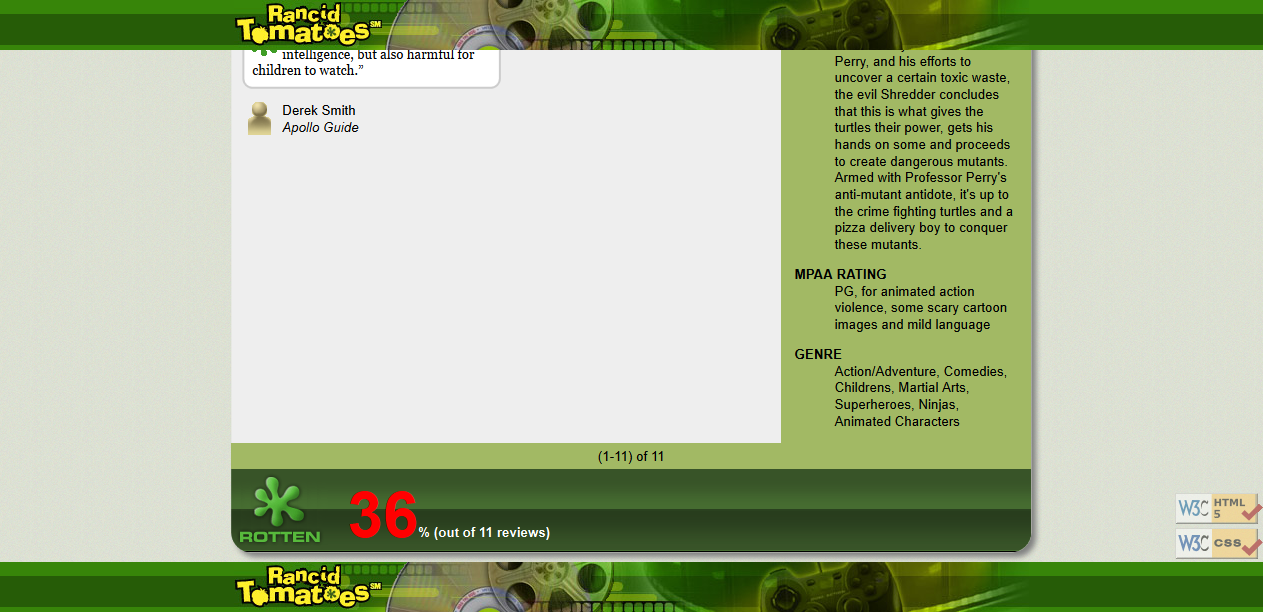 Rancid
TomaToes SM
intelligence, but also harmful for
children to watch.”
Derek Smith
Apollo Guide
Perry, and his efforts to
uncover a certain toxic waste,
the evil Shredder concludes
that this is what gives the
turtles their power, gets his
hands on some and proceeds
to create dangerous mutants.
Armed with Professor Perry's
anti-mutant antidote, it's up to
the crime fighting turtles and a
pizza delivery boy to conquer
these mutants.
MPAA RATING
PG, for animated action
violence, some scary cartoon
images and mild language
GENRE
Action/Adventure, Comedies,
Childrens, Martial Arts,
Superheroes, Ninjas,
Animated Characters
(1-11) of 11
ROTTEN
36% (out of 11 reviews)
W3C HTML
5
W3C CSS
Rancid
TomaToes SM